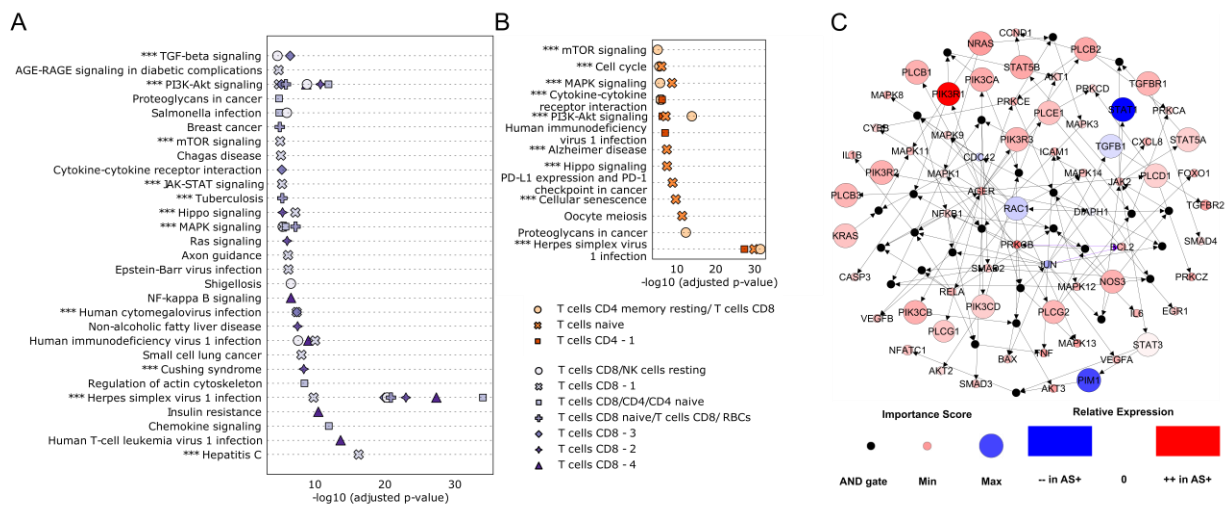 A
*** TGF-beta signaling
AGE-RAGE signaling in diabetic complications
*** PI3K-Akt signaling
Proteoglycans in cancer
Salmonella infection
Breast cancer
*** mTOR signaling
Chagas disease
Cytokine-cytokine receptor interaction
*** JAK-STAT signaling
*** Tuberculosis
*** Hippo signaling
*** MAPK signaling
Ras signaling
Axon guidance
Epstein-Barr virus infection
Shigellosis
NF-kappa B signaling
*** Human cytomegalovirus infection
Non-alcoholic fatty liver disease
Human immunodeficiency virus 1 infection
Small cell lung cancer
*** Cushing syndrome
Regulation of actin cytoskeleton
*** Herpes simplex virus 1 infection
Insulin resistance
Chemokine signaling
Human T-cell leukemia virus 1 infection
*** Hepatitis C
10 20 30
-log10 (adjusted p-value)
B
*** mTOR signaling
*** Cell cycle
*** MAPK signaling
*** Cytokine-cytokine
receptor interaction
*** PI3K-Akt signaling
Human immunodeficiency
virus 1 infection
*** Alzheimer disease
*** Hippo signaling
PD-L1 expression and PD-1
checkpoint in cancer
*** Cellular senescence
Oocyte meiosis
Proteoglycans in cancer
*** Herpes simplex virus
1 infection
10 20 30
-log10 (adjusted p-value)
T cells CD4 memory resting/ T cells CD8
T cells naive
T cells CD4 - 1
T cells CD8/NK cells resting
T cells CD8 - 1
T cells CD8/CD4/CD4 naive
T cells CD8 naive/T cells CD8/ RBCs
T cells CD8 - 3
T cells CD8 - 2
T cells CD8 - 4
C
CCND1
NRAS
PLCB2
STAT5B
PLCB1
PIK3CA
AKT1
TGFBR1
MAPK8
PIK3R1
PRKCD
PRKCE
STAT1
PRKCA
PLCE1
CYBB
MAPK9
MAPK3
PIK3R3
CXCL8
STAT5A
TGFB1
IL1B
MAPK11
CDC42
ICAM1
PIK3R2
MAPK1
MAPK14
JAK2
PLCD1
FOXO1
AGER
PLCB3
TGFBR2
RAC1
DIAPH1
NFKB1
KRAS
SMAD4
PRKCB
BCL2
JUN
CASP3
SMAD2
PRKCZ
MAPK12
NOS3
RELA
VEGFB
PIK3CB
PIK3CD
PLCG2
IL6
EGR1
PLCG1
MAPK13
STAT3
NFATC1
BAX
TNF
VEGFA
AKT2
SMAD3
AKT3
PIM1
Importance Score Relative Expression
AND gate Min Max -- in AS+ 0 ++ in AS+